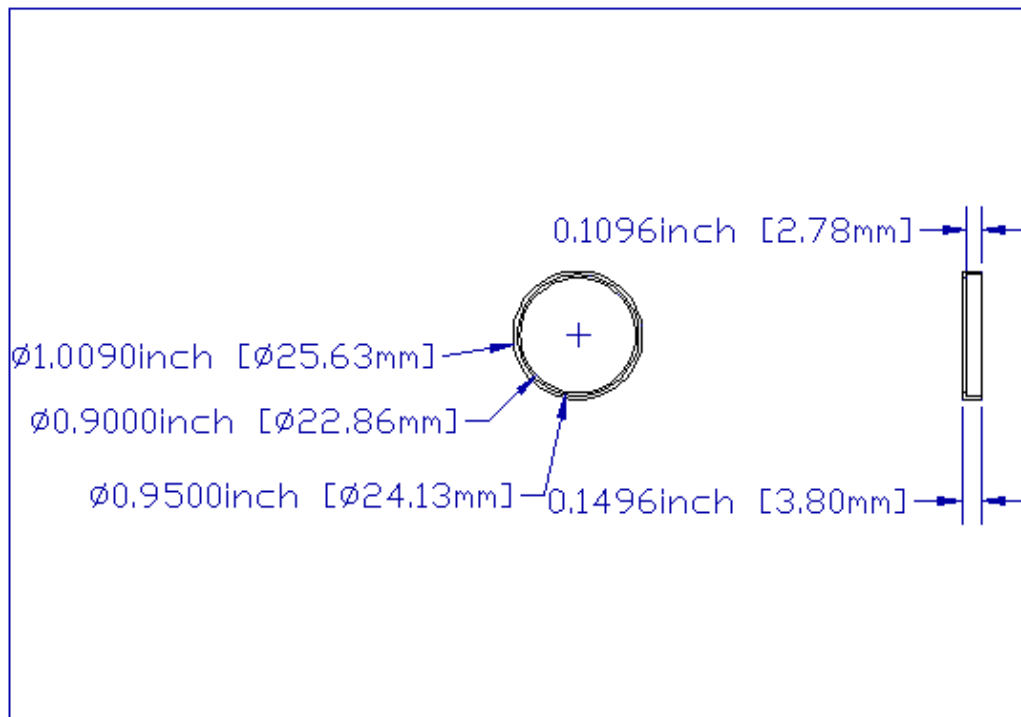 0.1096inch [2.78mm]
Ø1.0090inch [Ø25.63mm]
Ø0.9000inch [Ø22.86mm]
Ø0.9500inch [Ø24.13mm]
0.1496inch [3.80mm]